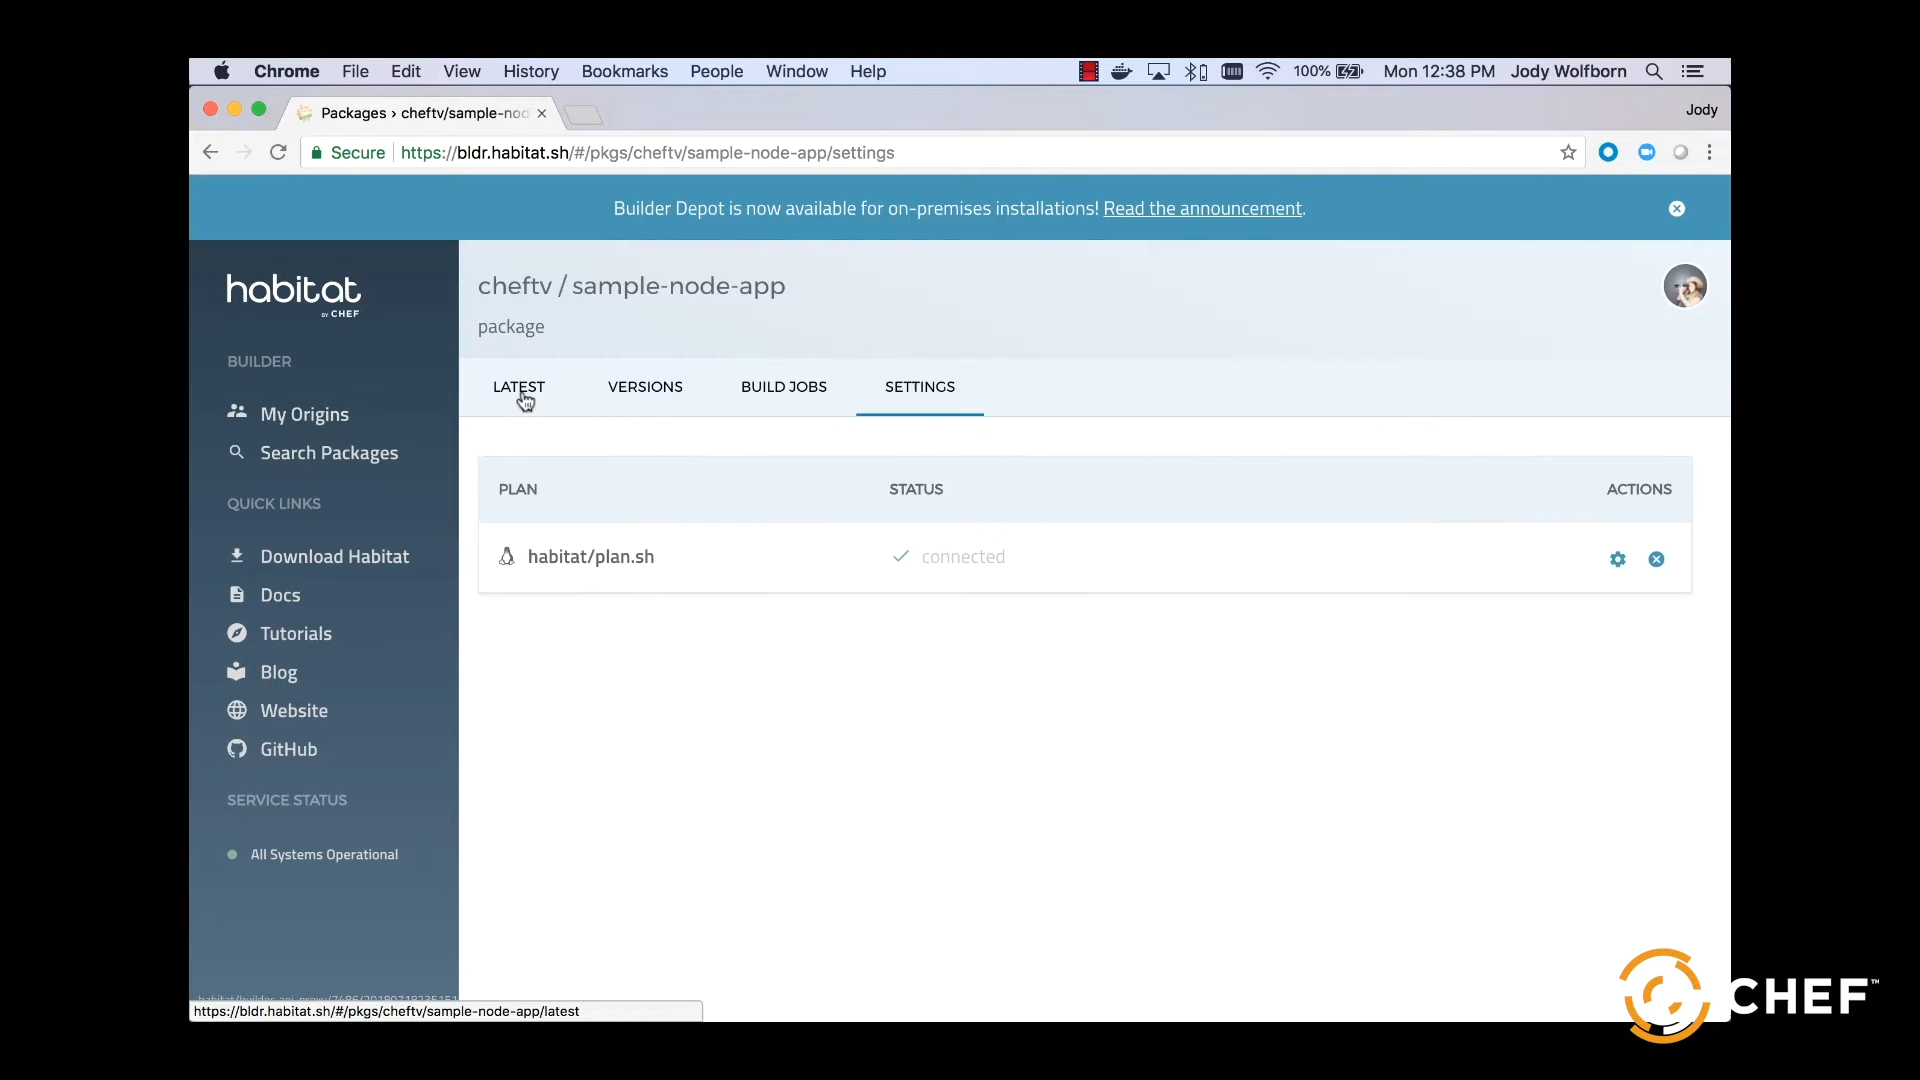 Chrome File Edit View History Bookmarks People Window Help 100% Mon 12:38 PM Jody Wolfborn
Packages › cheftv/sample-nod Jody
Secure https://bldr.habitat.sh/#/pkgs/cheftv/sample-node-app/settings
Builder Depot is now available for on-premises installations! Read the announcement.
habitat
BY CHEF
BUILDER
My Origins
Search Packages
QUICK LINKS
Download Habitat
Docs
Tutorials
Blog
Website
GitHub
SERVICE STATUS
All Systems Operational
cheftv / sample-node-app
package
LATEST VERSIONS BUILD JOBS SETTINGS
PLAN STATUS ACTIONS
habitat/plan.sh connected
https://bldr.habitat.sh/#/pkgs/cheftv/sample-node-app/latest
CHEF™